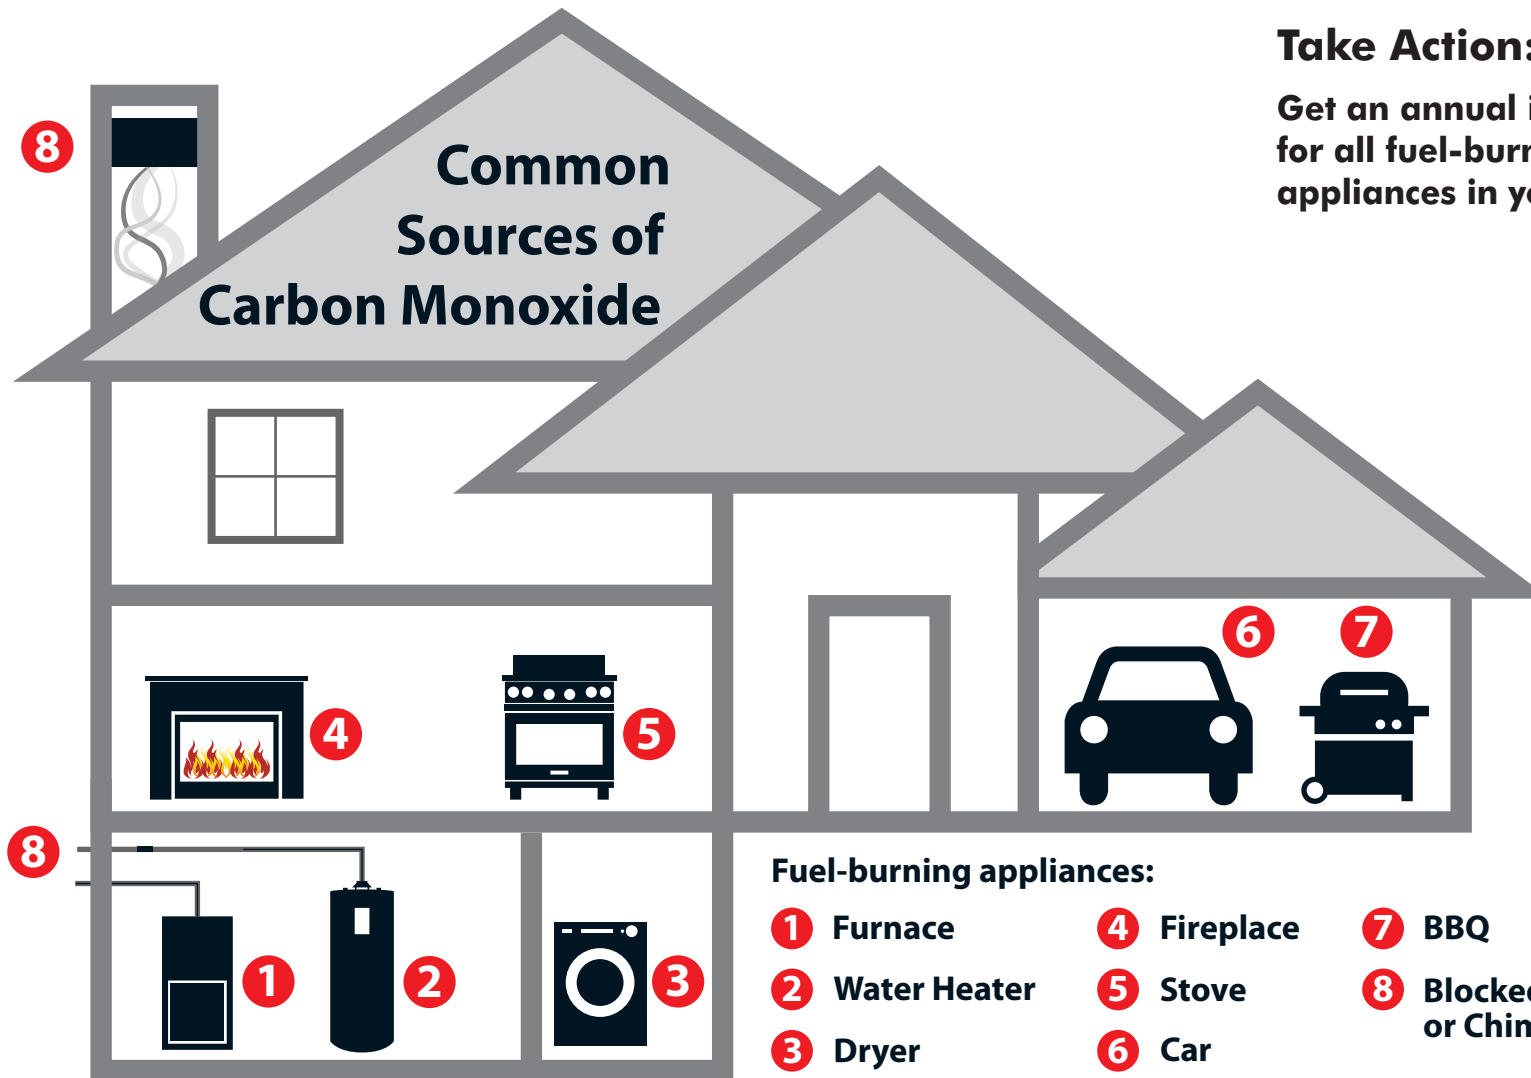 Take Action:
Get an annual
for all fuel-burn
appliances in
8
Common
Sources of
Carbon Monoxide
6
7
4
5
8
1
2
3
Fuel-burning appliances:
1 Furnace
2 Water Heater
3 Dryer
4 Fireplace
5 Stove
6 Car
7 BBQ
8 Blocked
or Chim